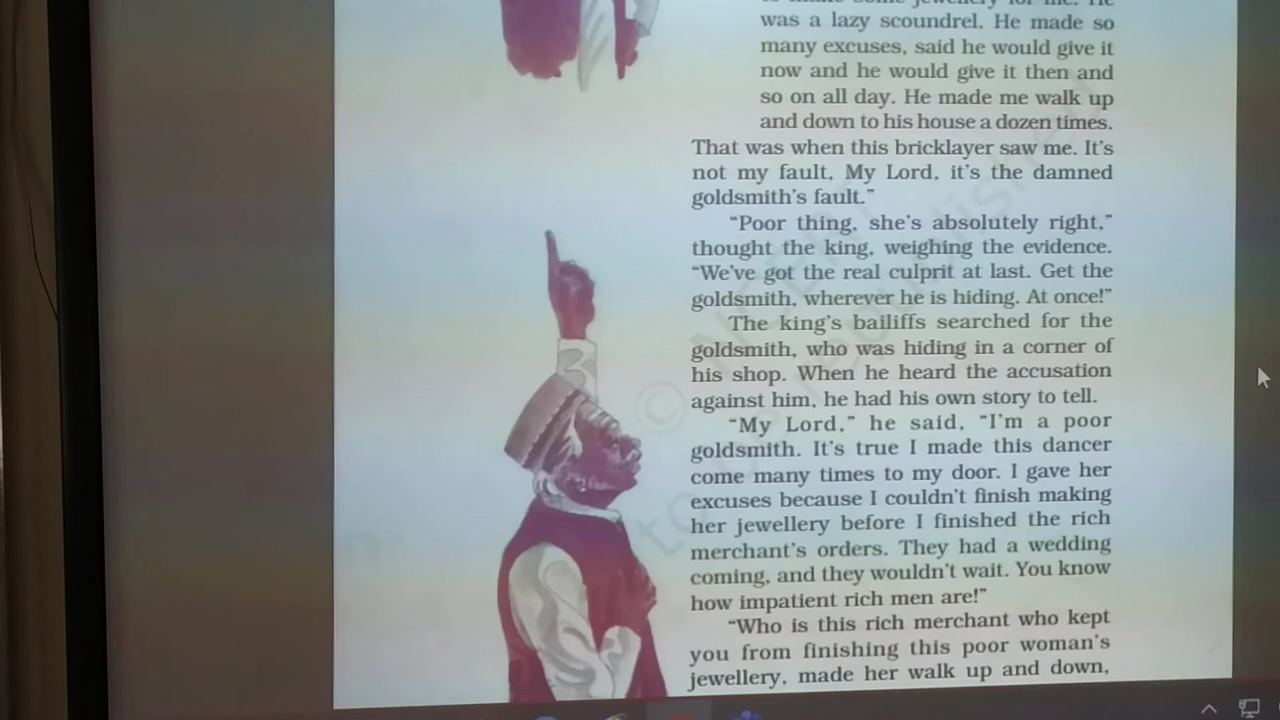 to make some jewellery for me. He
was a lazy scoundrel. He made so
many excuses, said he would give it
now and he would give it then and
so on all day. He made me walk up
and down to his house a dozen times.
That was when this bricklayer saw me. It's
not my fault, My Lord, it's the damned
goldsmith's fault."
"Poor thing, she's absolutely right,"
thought the king, weighing the evidence.
"We've got the real culprit at last. Get the
goldsmith, wherever he is hiding. At once!"
The king's bailiffs searched for the
goldsmith, who was hiding in a corner of
his shop. When he heard the accusation
against him, he had his own story to tell.
"My Lord," he said, "I'm a poor
goldsmith. It's true I made this dancer
come many times to my door. I gave her
excuses because I couldn't finish making
her jewellery before I finished the rich
merchant's orders. They had a wedding
coming, and they wouldn't wait. You know
how impatient rich men are!"
"Who is this rich merchant who kept
you from finishing this poor woman's
jewellery, made her walk up and down,